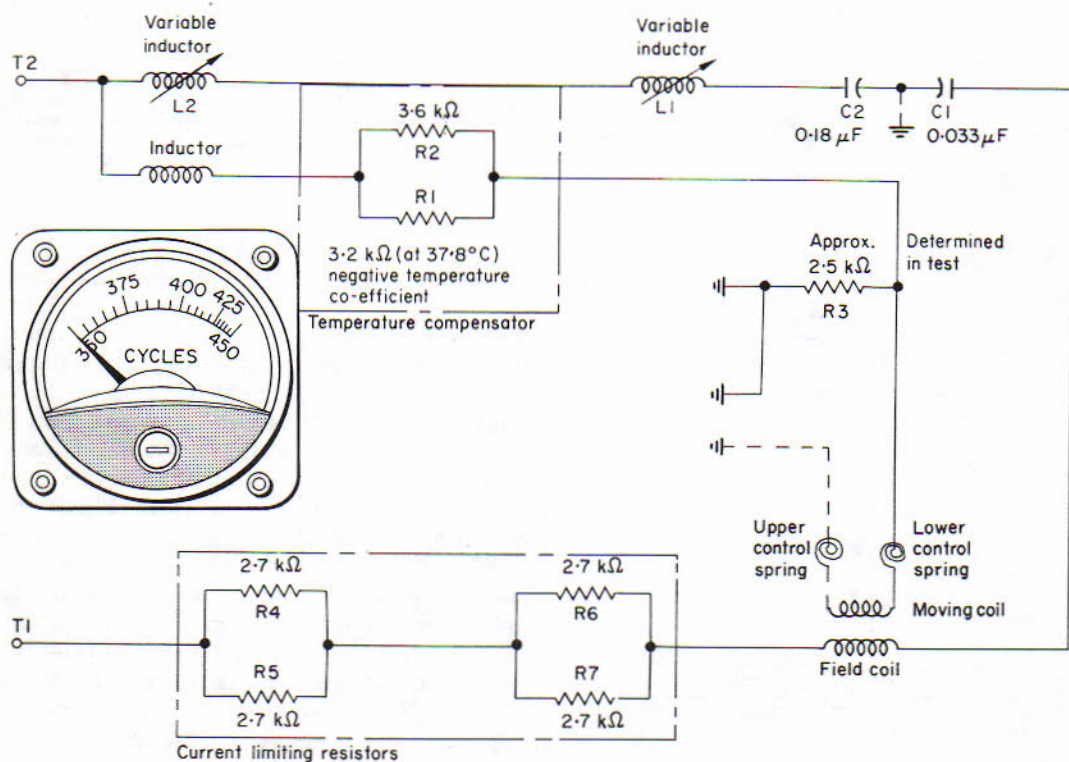 Variable
inductor
T2
L2
Inductor
3·6 kΩ
R2
R1
3·2 kΩ (at 37·8°C)
negative temperature
co-efficient
Temperature compensator
Variable
inductor
L1
C2
0·18 μF
C1
0·033 μF
Approx.
2·5 kΩ
R3
Determined
in test
350
375
400
425
450
CYCLES
Upper
control
spring
Lower
control
spring
Moving coil
Field coil
T1
2·7 kΩ
R4
R5
2·7 kΩ
2·7 kΩ
R6
R7
2·7 kΩ
Current limiting resistors